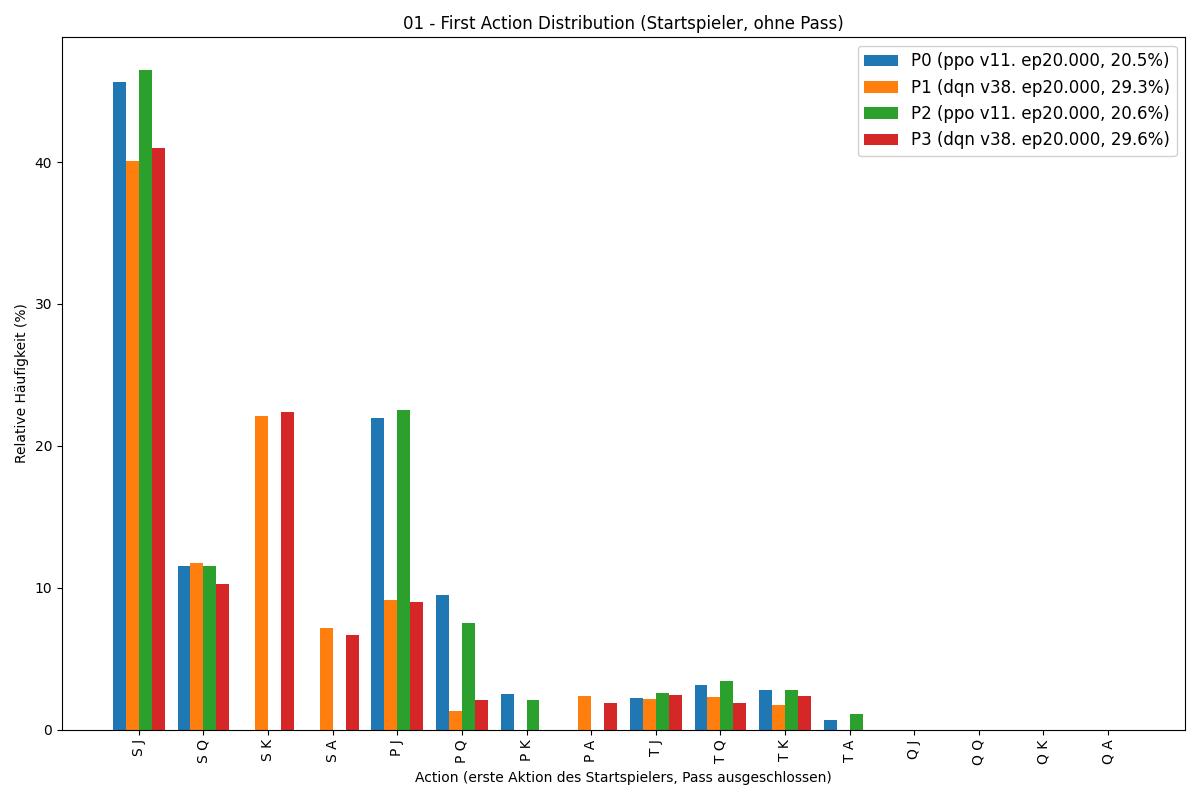 01 - First Action Distribution (Startspieler, ohne Pass)
P0 (ppo v11. ep20.000, 20.5%)
P1 (dqn v38. ep20.000, 29.3%)
P2 (ppo v11. ep20.000, 20.6%)
P3 (dqn v38. ep20.000, 29.6%)
Relative Häufigkeit (%)
40
30
20
10
0
S J
S Q
S K
S A
P J
P Q
P K
P A
T J
T Q
T K
T A
Q J
Q Q
Q K
Q A
Action (erste Aktion des Startspielers, Pass ausgeschlossen)